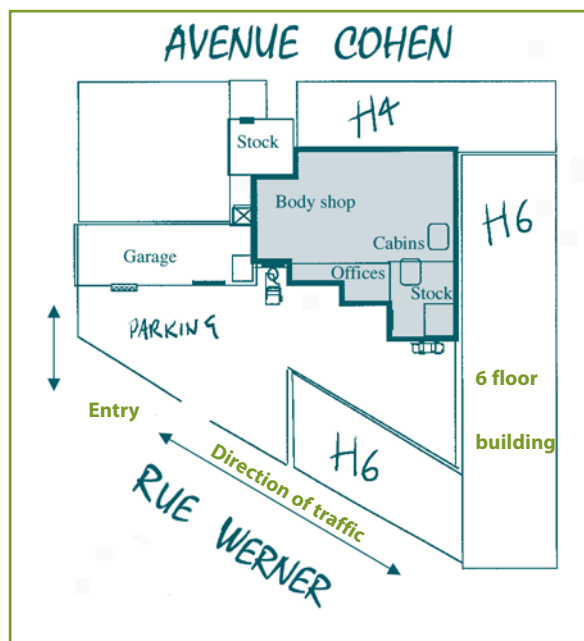 AVENUE COHEN
H4
Stock
Body shop
H6
Cabins
Garage
Offices
Stock
PARKING
6 floor
building
Entry
Direction of traffic
H6
RUE WERNER